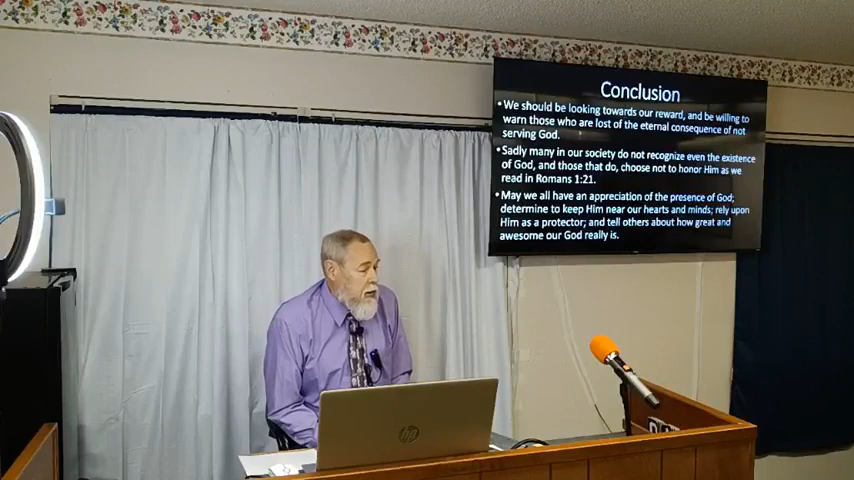 Conclusion
• We should be looking towards our reward, and be willing to
warn those who are lost of the eternal consequence of not
serving God.
• Sadly many in our society do not recognize even the existence
of God, and those that do, choose not to honor Him as we
read in Romans 1:21.
• May we all have an appreciation of the presence of God;
determine to keep Him near our hearts and minds; rely upon
Him as a protector; and tell others about how great and
awesome our God really is.
hp